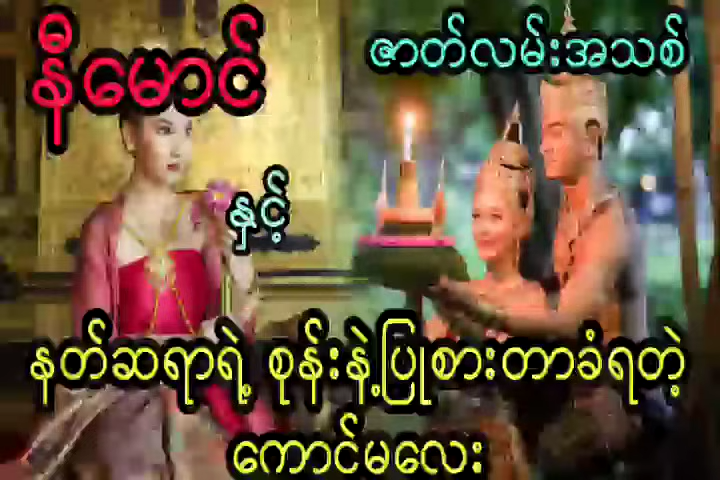 နီမောင်
ဇာတ်လမ်းအသစ်
နှင့်
နတ်ဆရာရဲ့ စုန်းနဲ့ပြုစားတာခံရတဲ့
ကောင်မလေး